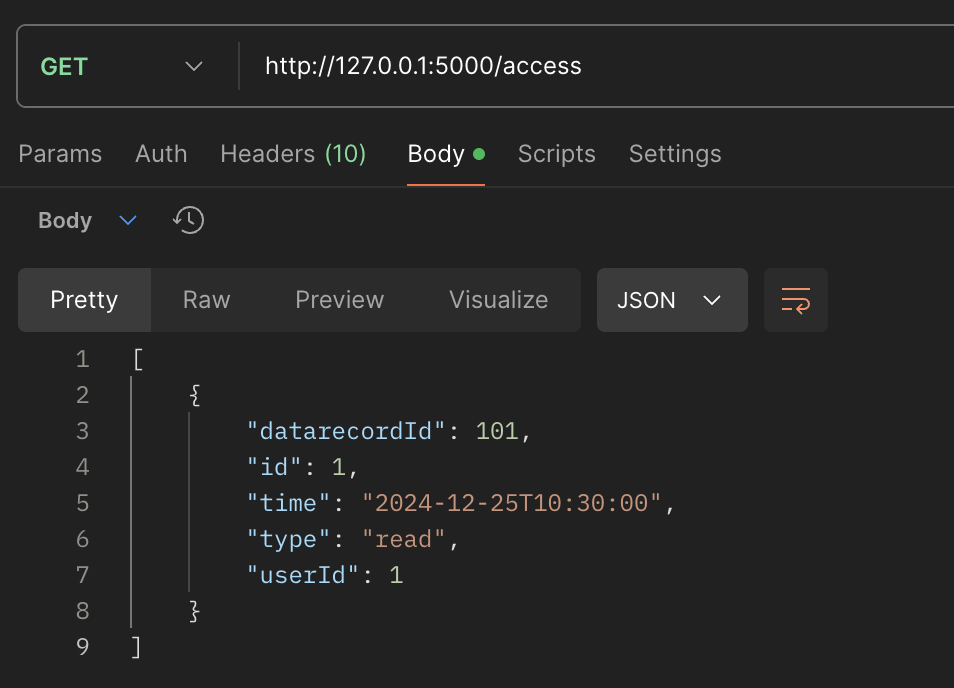 GET http://127.0.0.1:5000/access
Params Auth Headers (10) Body Scripts Settings
Body
Pretty Raw Preview Visualize JSON
1 [
2 {
3 "datarecordId": 101,
4 "id": 1,
5 "time": "2024-12-25T10:30:00",
6 "type": "read",
7 "userId": 1
8 }
9 ]